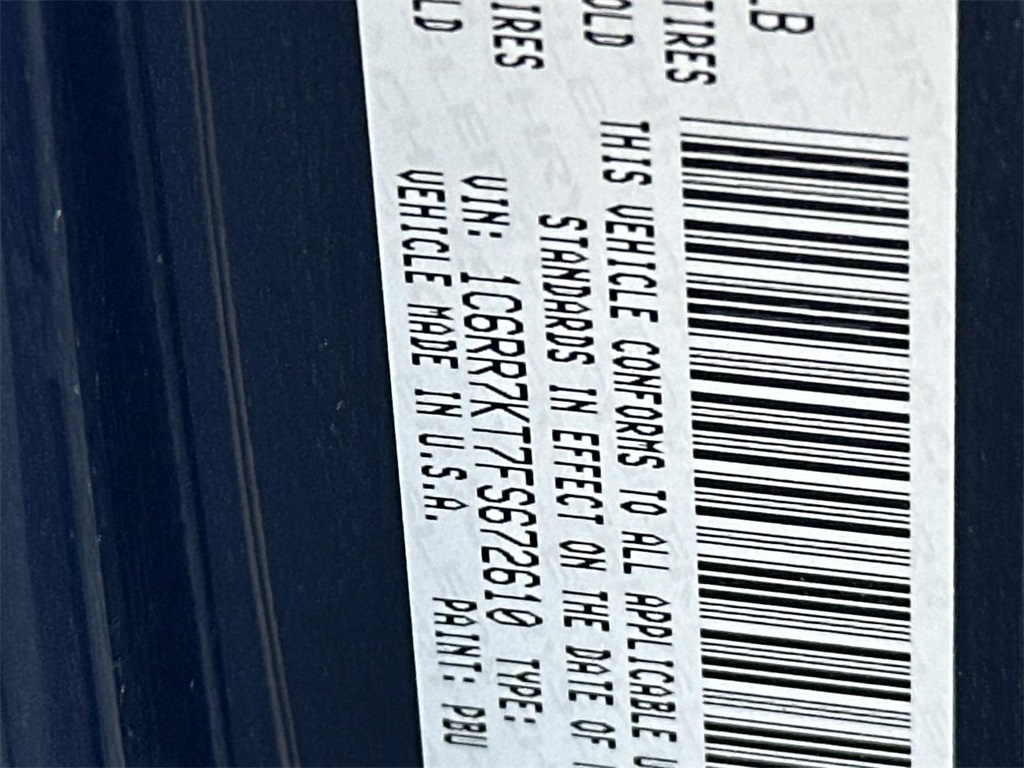 LB
TIRES
OLD
IRES
LD
THIS VEHICLE CONFORMS TO ALL APPLICABLE U
STANDARDS IN EFFECT ON THE DATE OF
VIN: 1C6RR7KT7FS672610 TYPE:
VEHICLE MADE IN U.S.A. PAINT: PBU